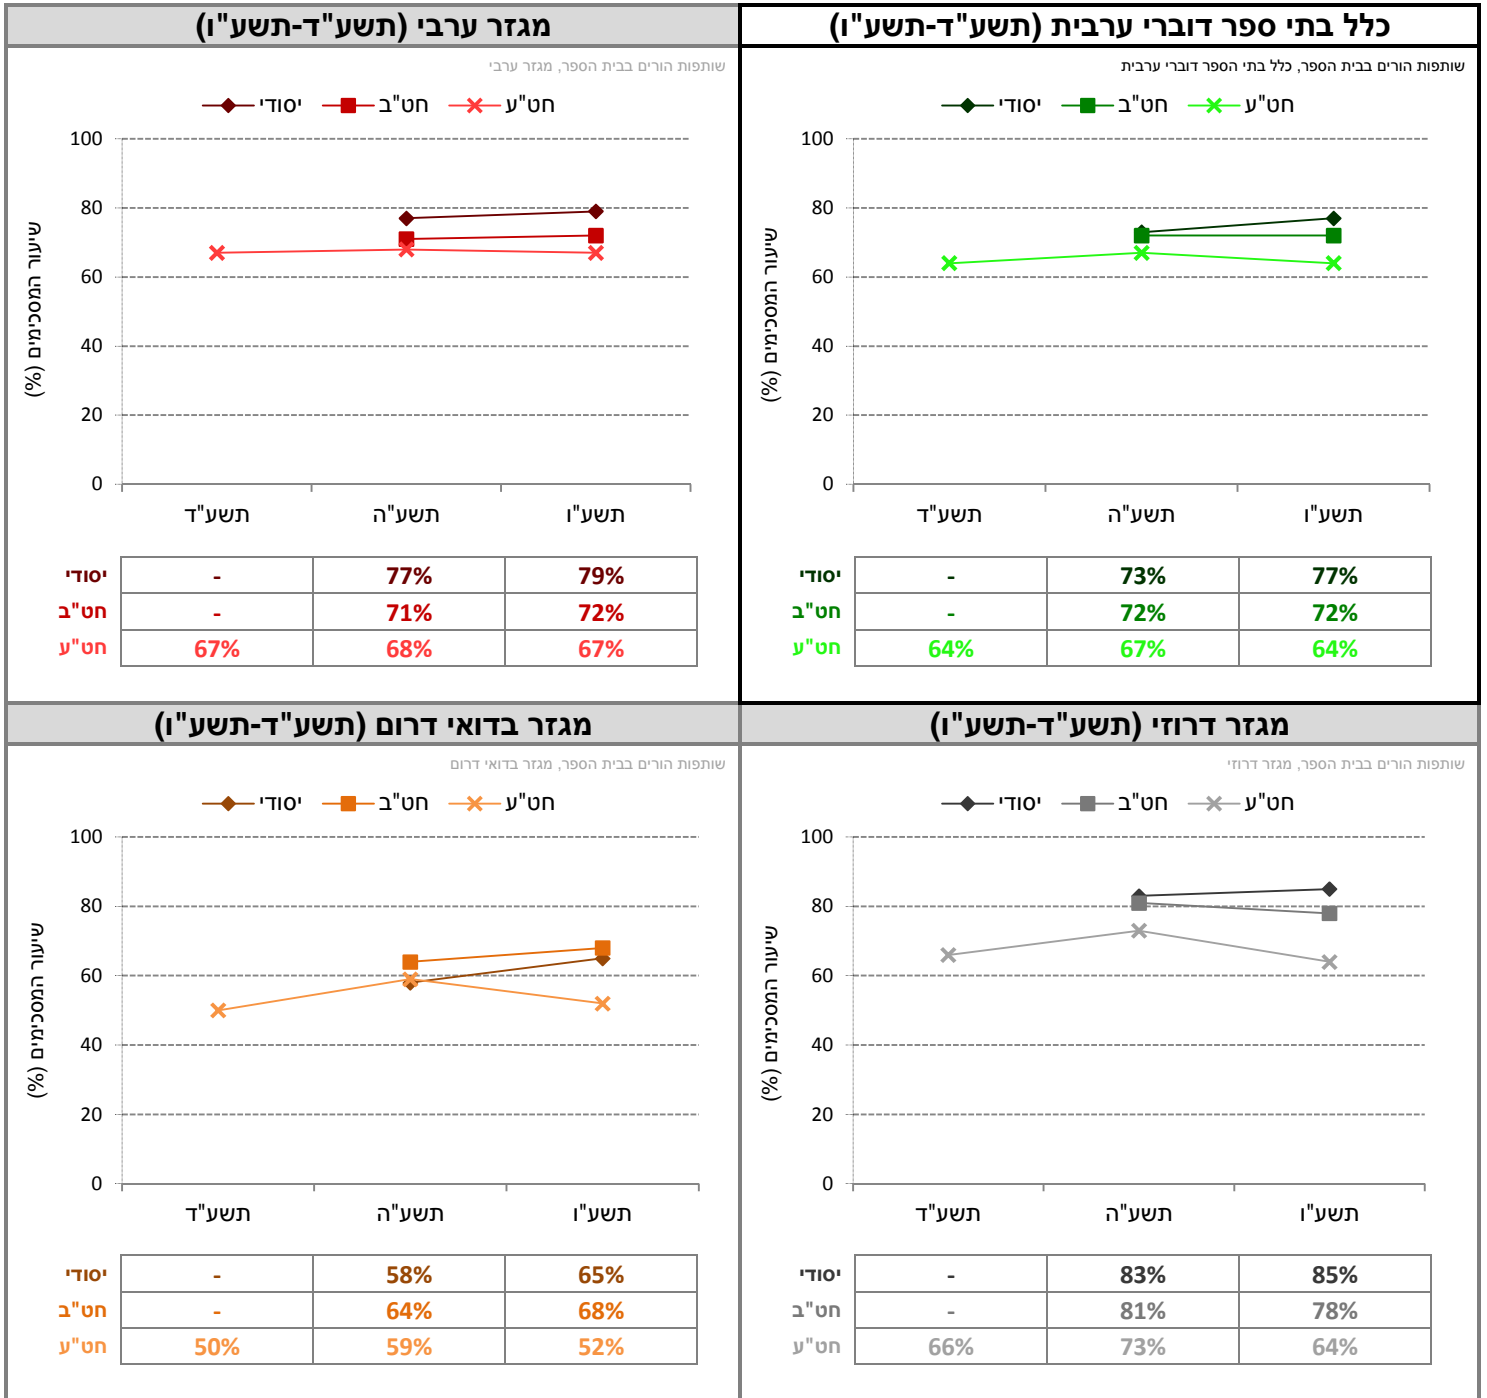 כלל בתי ספר דוברי ערבית (תשע"ד-תשע"ו)
שותפות הורים בבית הספר, כלל בתי הספר דוברי ערבית
יסודי חט"ב חט"ע
שיעור המסכימים (%)
100
80
60
40
20
0
תשע"ד תשע"ה תשע"ו
יסודי - 73% 77%
חט"ב - 72% 72%
חט"ע 64% 67% 64%
מגזר ערבי (תשע"ד-תשע"ו)
שותפות הורים בבית הספר, מגזר ערבי
יסודי חט"ב חט"ע
שיעור המסכימים (%)
100
80
60
40
20
0
תשע"ד תשע"ה תשע"ו
יסודי - 77% 79%
חט"ב - 71% 72%
חט"ע 67% 68% 67%
מגזר דרוזי (תשע"ד-תשע"ו)
שותפות הורים בבית הספר, מגזר דרוזי
יסודי חט"ב חט"ע
שיעור המסכימים (%)
100
80
60
40
20
0
תשע"ד תשע"ה תשע"ו
יסודי - 83% 85%
חט"ב - 81% 78%
חט"ע 66% 73% 64%
מגזר בדואי דרום (תשע"ד-תשע"ו)
שותפות הורים בבית הספר, מגזר בדואי דרום
יסודי חט"ב חט"ע
שיעור המסכימים (%)
100
80
60
40
20
0
תשע"ד תשע"ה תשע"ו
יסודי - 58% 65%
חט"ב - 64% 68%
חט"ע 50% 59% 52%